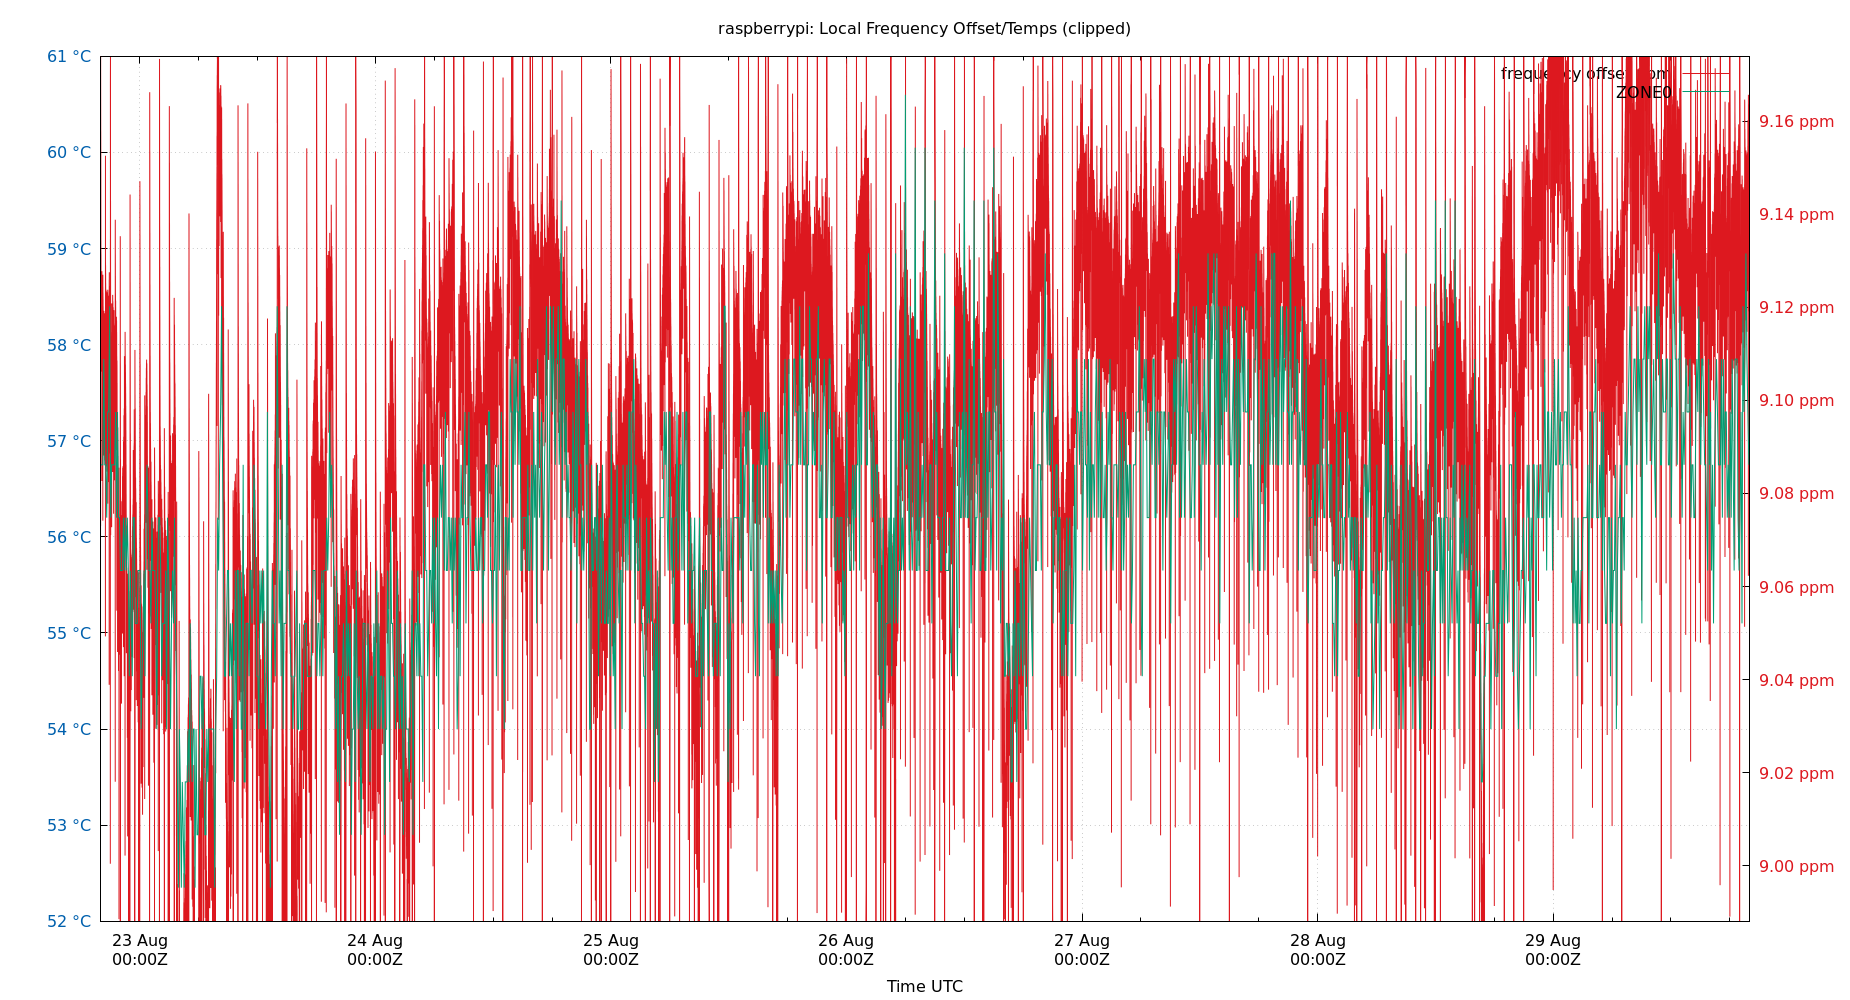 raspberrypi: Local Frequency Offset/Temps (clipped)
61 °C
60 °C
59 °C
58 °C
57 °C
56 °C
55 °C
54 °C
53 °C
52 °C
frequency offset
ZONE0
9.16 ppm
9.14 ppm
9.12 ppm
9.10 ppm
9.08 ppm
9.06 ppm
9.04 ppm
9.02 ppm
9.00 ppm
23 Aug
00:00Z
24 Aug
00:00Z
25 Aug
00:00Z
26 Aug
00:00Z
27 Aug
00:00Z
28 Aug
00:00Z
29 Aug
00:00Z
Time UTC